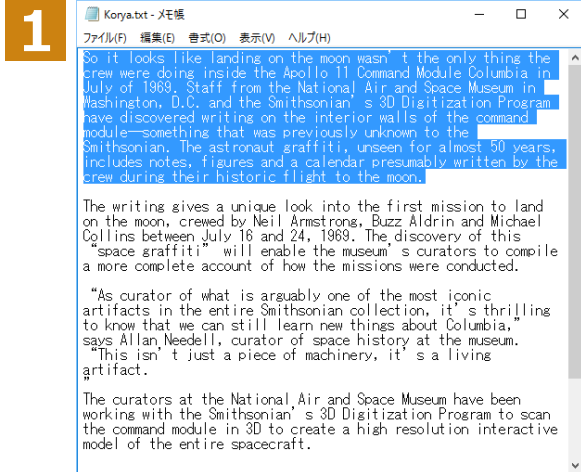 1
Korya.txt - メモ帳
ファイル(F) 編集(E) 書式(O) 表示(V) ヘルプ(H)
So it looks like landing on the moon wasn’t the only thing the
crew were doing inside the Apollo 11 Command Module Columbia in
July of 1969. Staff from the National Air and Space Museum in
Washington, D.C. and the Smithsonian’s 3D Digitization Program
have discovered writing on the interior walls of the command
module—something that was previously unknown to the
Smithsonian. The astronaut graffiti, unseen for almost 50 years,
includes notes, figures and a calendar presumably written by the
crew during their historic flight to the moon.
The writing gives a unique look into the first mission to land
on the moon, crewed by Neil Armstrong, Buzz Aldrin and Michael
Collins between July 16 and 24, 1969. The discovery of this
“space graffiti” will enable the museum’s curators to compile
a more complete account of how the missions were conducted.
“As curator of what is arguably one of the most iconic
artifacts in the entire Smithsonian collection, it’s thrilling
to know that we can still learn new things about Columbia,”
says Allan Needell, curator of space history at the museum.
“This isn’t just a piece of machinery, it’s a living
artifact.
”
The curators at the National Air and Space Museum have been
working with the Smithsonian’s 3D Digitization Program to scan
the command module in 3D to create a high resolution interactive
model of the entire spacecraft.